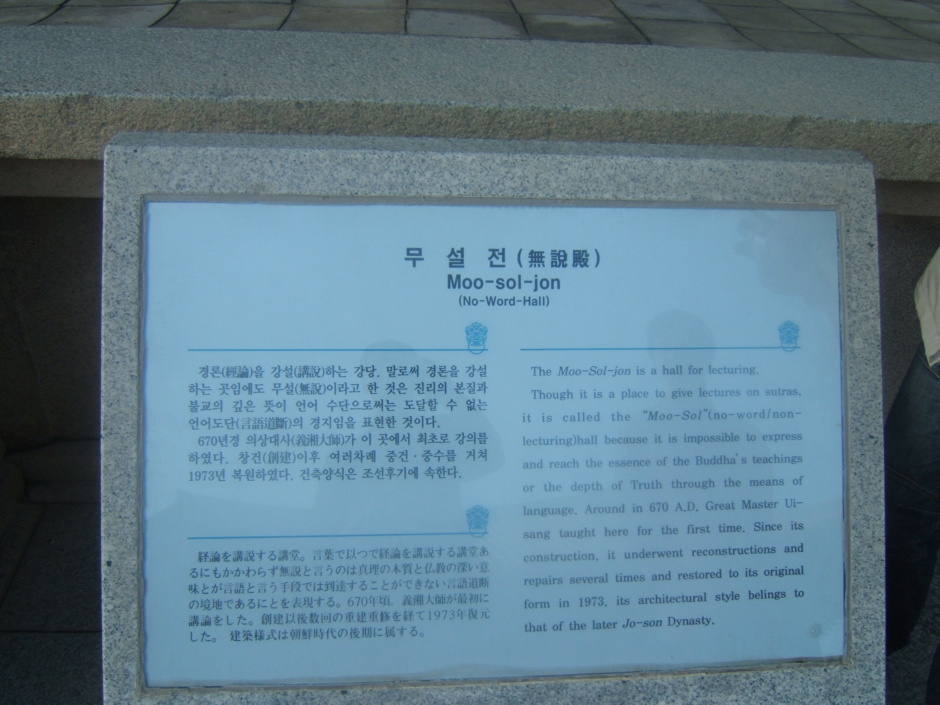 무 설 전 (無說殿)
Moo-sol-jon
(No-Word-Hall)
경론(經論)을 강설(講說)하는 강당. 말로써 경론을 강설
하는 곳임에도 무설(無說)이라고 한 것은 진리의 본질과
불교의 깊은 뜻이 언어 수단으로써는 도달할 수 없는
언어도단(言語道斷)의 경지임을 표현한 것이다.
670년경 의상대사(義湘大師)가 이 곳에서 최초로 강의를
하였다. 창건(創建)이후 여러차례 중건·중수를 거쳐
1973년 복원하였다. 건축양식은 조선후기에 속한다.
経論を講説する講堂。言葉で以つて経論を講説する講堂あ
るにもかかわらず無説と言うのは真理の本質と仏教の深い意
味とが言語と言う手段では到達することができない言語道断
の境地であるにとを表現する。670年頃、義湘大師が最初に
講論をした。創建以後数回の重建重修を経て1973年復元
した。 建築様式は朝鮮時代の後期に属する。
The Moo-Sol-jon is a hall for lecturing.
Though it is a place to give lectures on sutras,
it is called the "Moo-Sol"(no-word/non-
lecturing)hall because it is impossible to express
and reach the essence of the Buddha's teachings
or the depth of Truth through the means of
language. Around in 670 A.D. Great Master Ui-
sang taught here for the first time. Since its
construction, it underwent reconstructions and
repairs several times and restored to its original
form in 1973. its architectural style belongs to
that of the later Jo-son Dynasty.